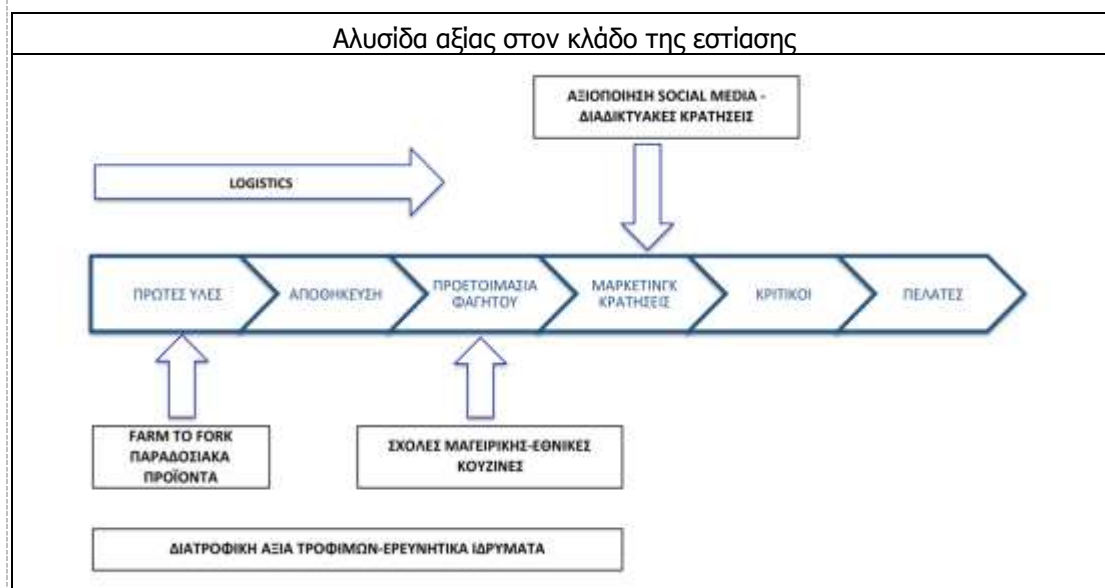 Αλυσίδα αξίας στον κλάδο της εστίασης
ΑΞΙΟΠΟΙΗΣΗ SOCIAL MEDIA -
ΔΙΑΔΙΚΤΥΑΚΕΣ ΚΡΑΤΗΣΕΙΣ
LOGISTICS
ΠΡΟΤΕΣ ΥΛΕΣ
ΑΠΟΘΗΚΕΥΣΗ
ΠΡΟΕΤΟΙΜΑΣΙΑ
ΦΑΓΗΤΟΥ
ΜΑΡΚΕΤΙΝΓΚ
ΚΡΑΤΗΣΕΙΣ
ΚΡΙΤΙΚΟΙ
ΠΕΛΑΤΕΣ
FARM TO FORK
ΠΑΡΑΔΟΣΙΑΚΑ
ΠΡΟΪΟΝΤΑ
ΣΧΟΛΕΣ ΜΑΓΕΙΡΙΚΗΣ-ΕΘΝΙΚΕΣ
ΚΟΥΖΙΝΕΣ
ΔΙΑΤΡΟΦΙΚΗ ΑΞΙΑ ΤΡΟΦΙΜΩΝ-ΕΡΕΥΝΗΤΙΚΑ ΙΔΡΥΜΑΤΑ